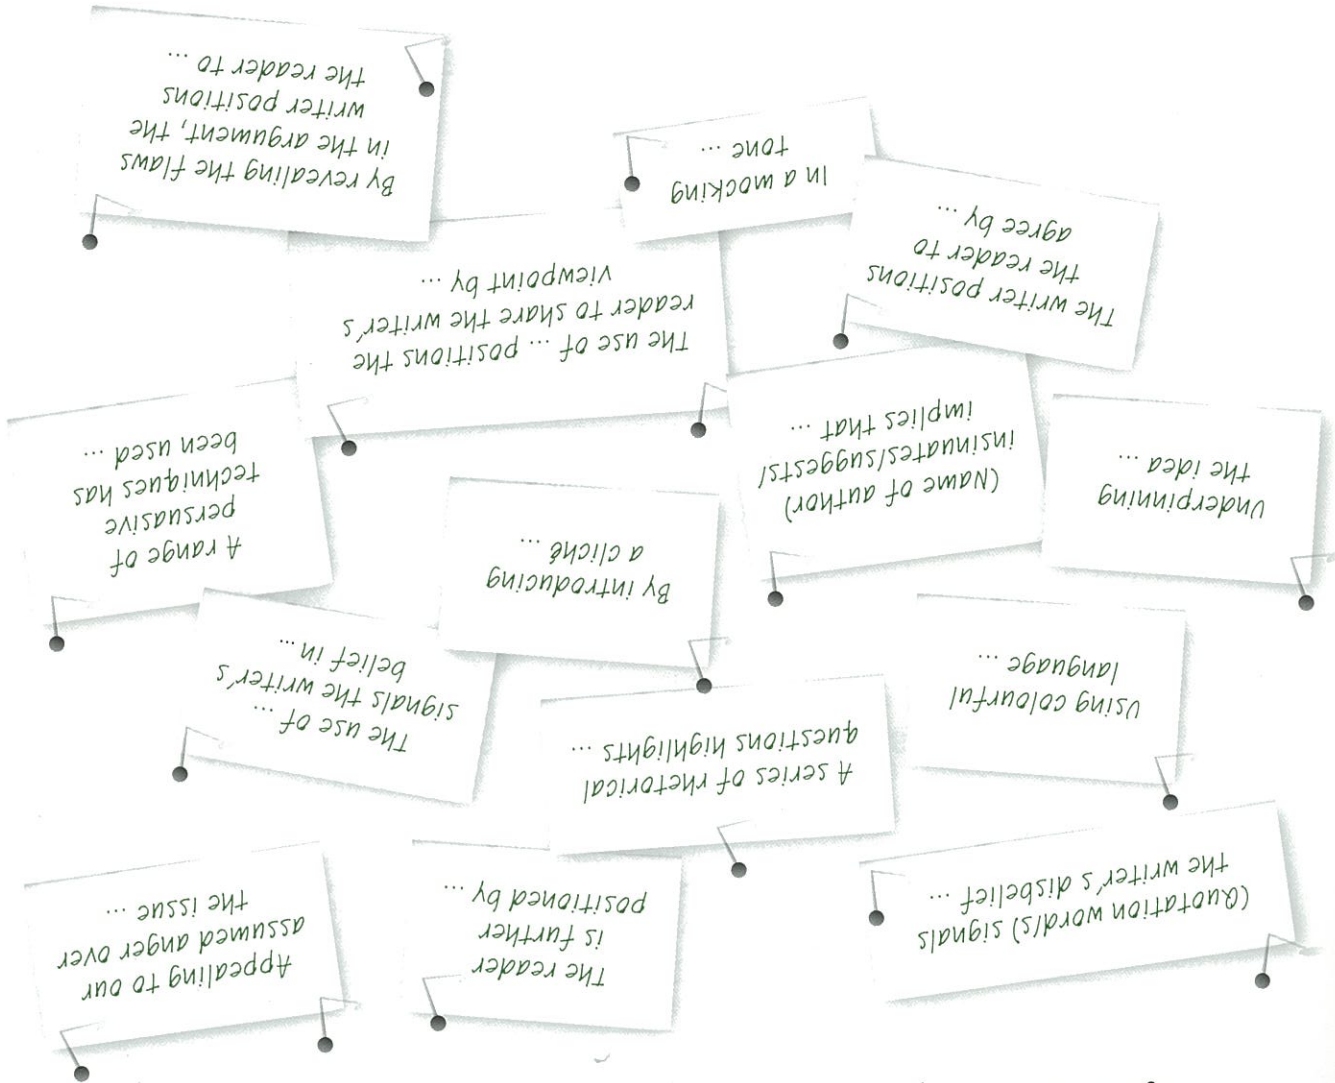 (Quotation word/s) signals
the writer's disbelief ...
The reader
is further
positioned by ...
Appealing to our
assumed anger over
the issue ...
Using colourful
language ...
A series of rhetorical
questions highlights ...
The use of ...
signals the writer's
belief in ...
Underpinning
the idea ...
(Name of author)
insinuates/suggests/
implies that ...
By introducing
a cliché ...
A range of
persuasive
techniques has
been used ...
The writer positions
the reader to
agree by ...
The use of ... positions the
reader to share the writer's
viewpoint by ...
In a mocking
tone ...
By revealing the flaws
in the argument, the
writer positions
the reader to ...